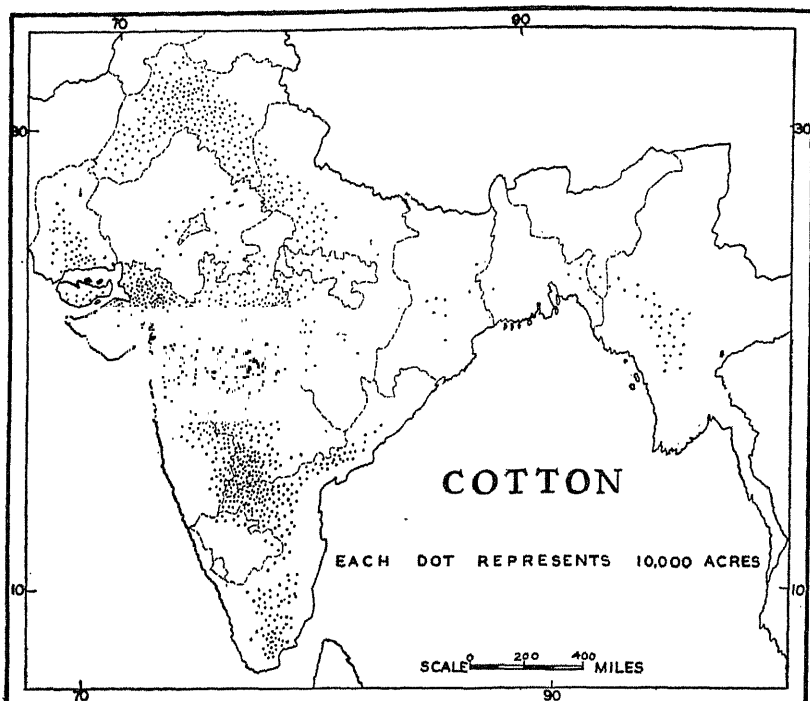 70 90
30 30
COTTON
EACH DOT REPRESENTS 10,000 ACRES
10 10
SCALE 0 200 400 MILES
70 90